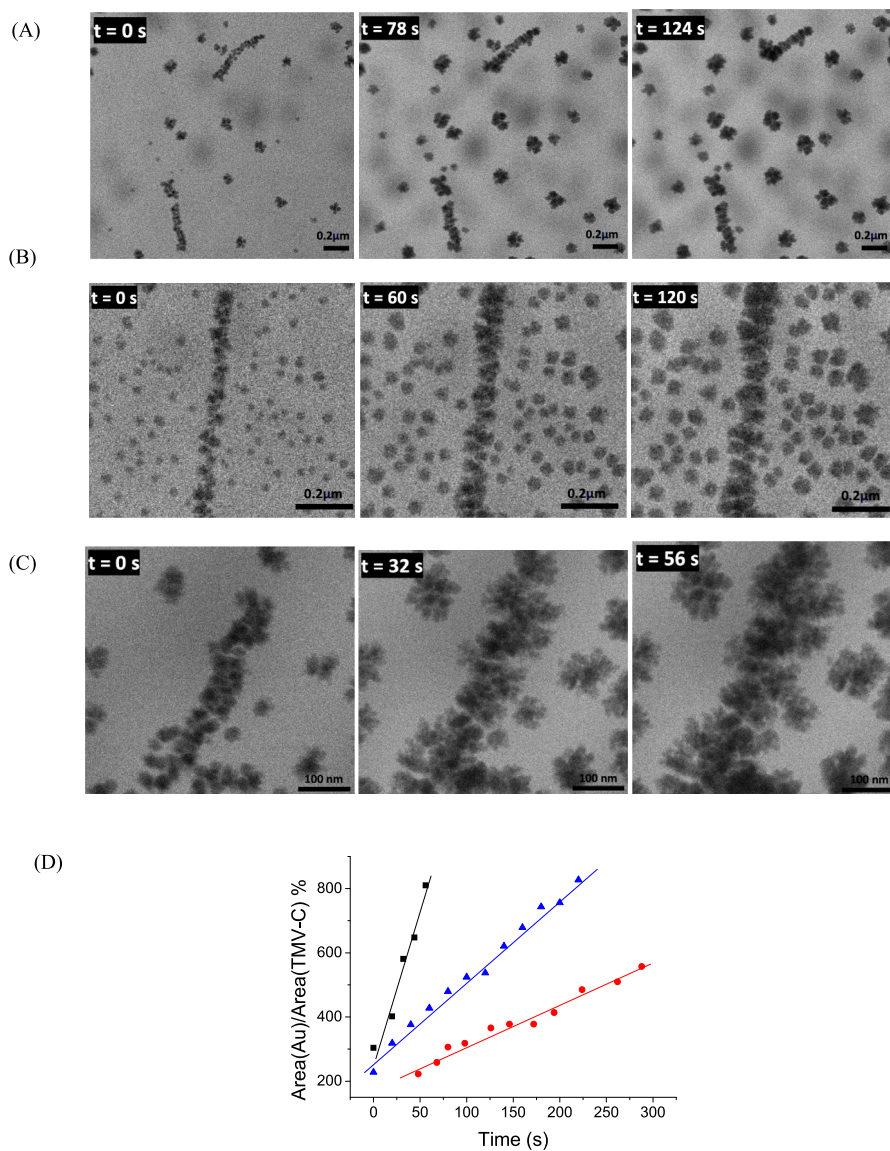 (A)
t = 0 s
t = 78 s
t = 124 s
0.2µm
0.2µm
0.2µm
(B)
t = 0 s
t = 60 s
t = 120 s
0.2µm
0.2µm
0.2µm
(C)
t = 0 s
t = 32 s
t = 56 s
100 nm
100 nm
100 nm
(D)
Area(Au)/Area(TMV-C) %
800
600
400
200
0 50 100 150 200 250 300
Time (s)